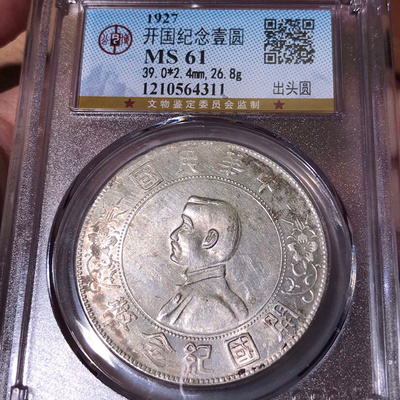 1927
开国纪念壹圆
MS 61
39.0*2.4mm,26.8g
1210564311
出头圆
★ 文物鉴定委员会监制 ★
中華民國
開國紀念幣